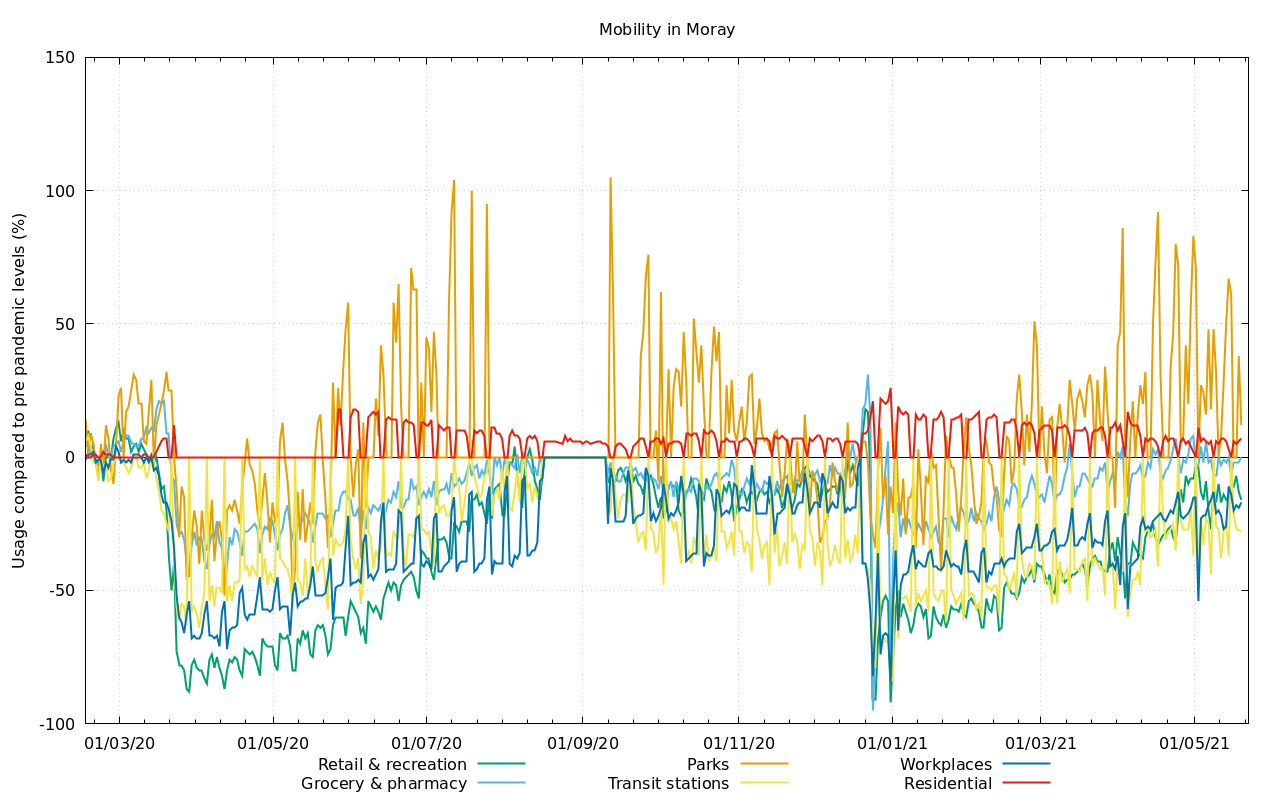 Mobility in Moray
Usage compared to pre pandemic levels (%)
150
100
50
0
-50
-100
01/03/20 01/05/20 01/07/20 01/09/20 01/11/20 01/01/21 01/03/21 01/05/21
Retail & recreation Parks Workplaces
Grocery & pharmacy Transit stations Residential